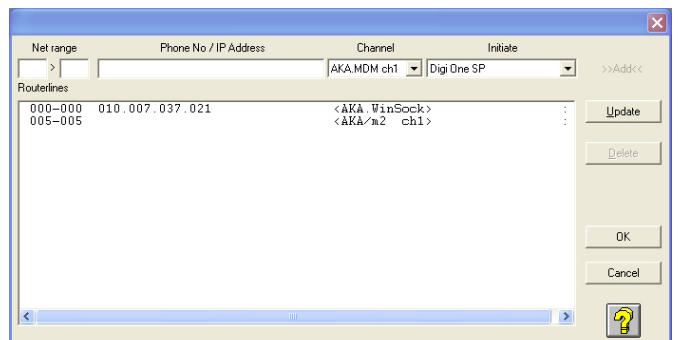 Net range Phone No / IP Address Channel Initiate
> AKA.MDM ch1 Digi One SP >>Add<<
Routerlines
000-000 010.007.037.021 <AKA.WinSock> :
005-005 <AKA/m2 ch1> :
Update
Delete
OK
Cancel
?